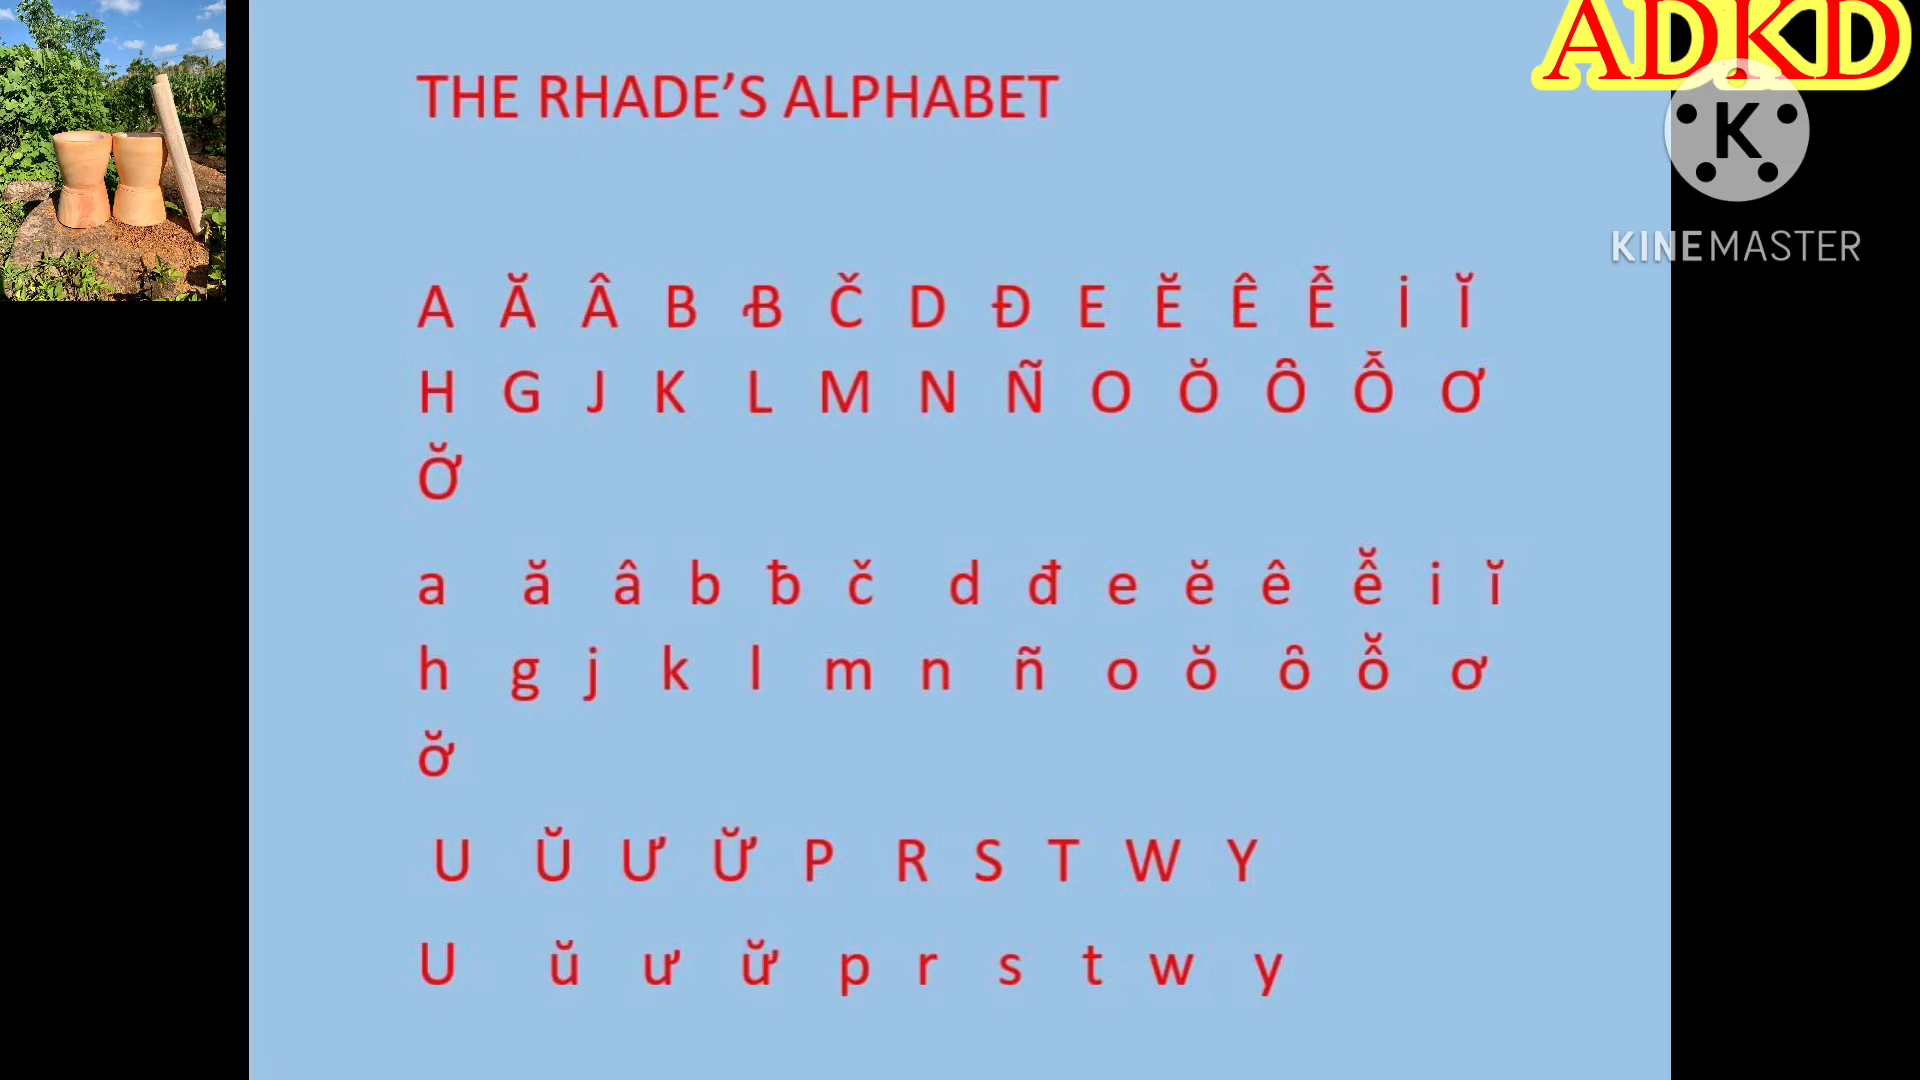 ADKD
K
KINEMASTER
THE RHADE’S ALPHABET
A Ă Â B Ƀ Č D Đ E Ĕ Ê Ê̆ İ Ĭ
H G J K L M N Ñ O Ŏ Ô Ô̆ Ơ
Ơ̆
a ă â b ƀ č d đ e ĕ ê ê̆ i ĭ
h g j k l m n ñ o ŏ ô ô̆ ơ
ơ̆
U Ŭ Ư Ư̆ P R S T W Y
U ŭ ư ư̆ p r s t w y